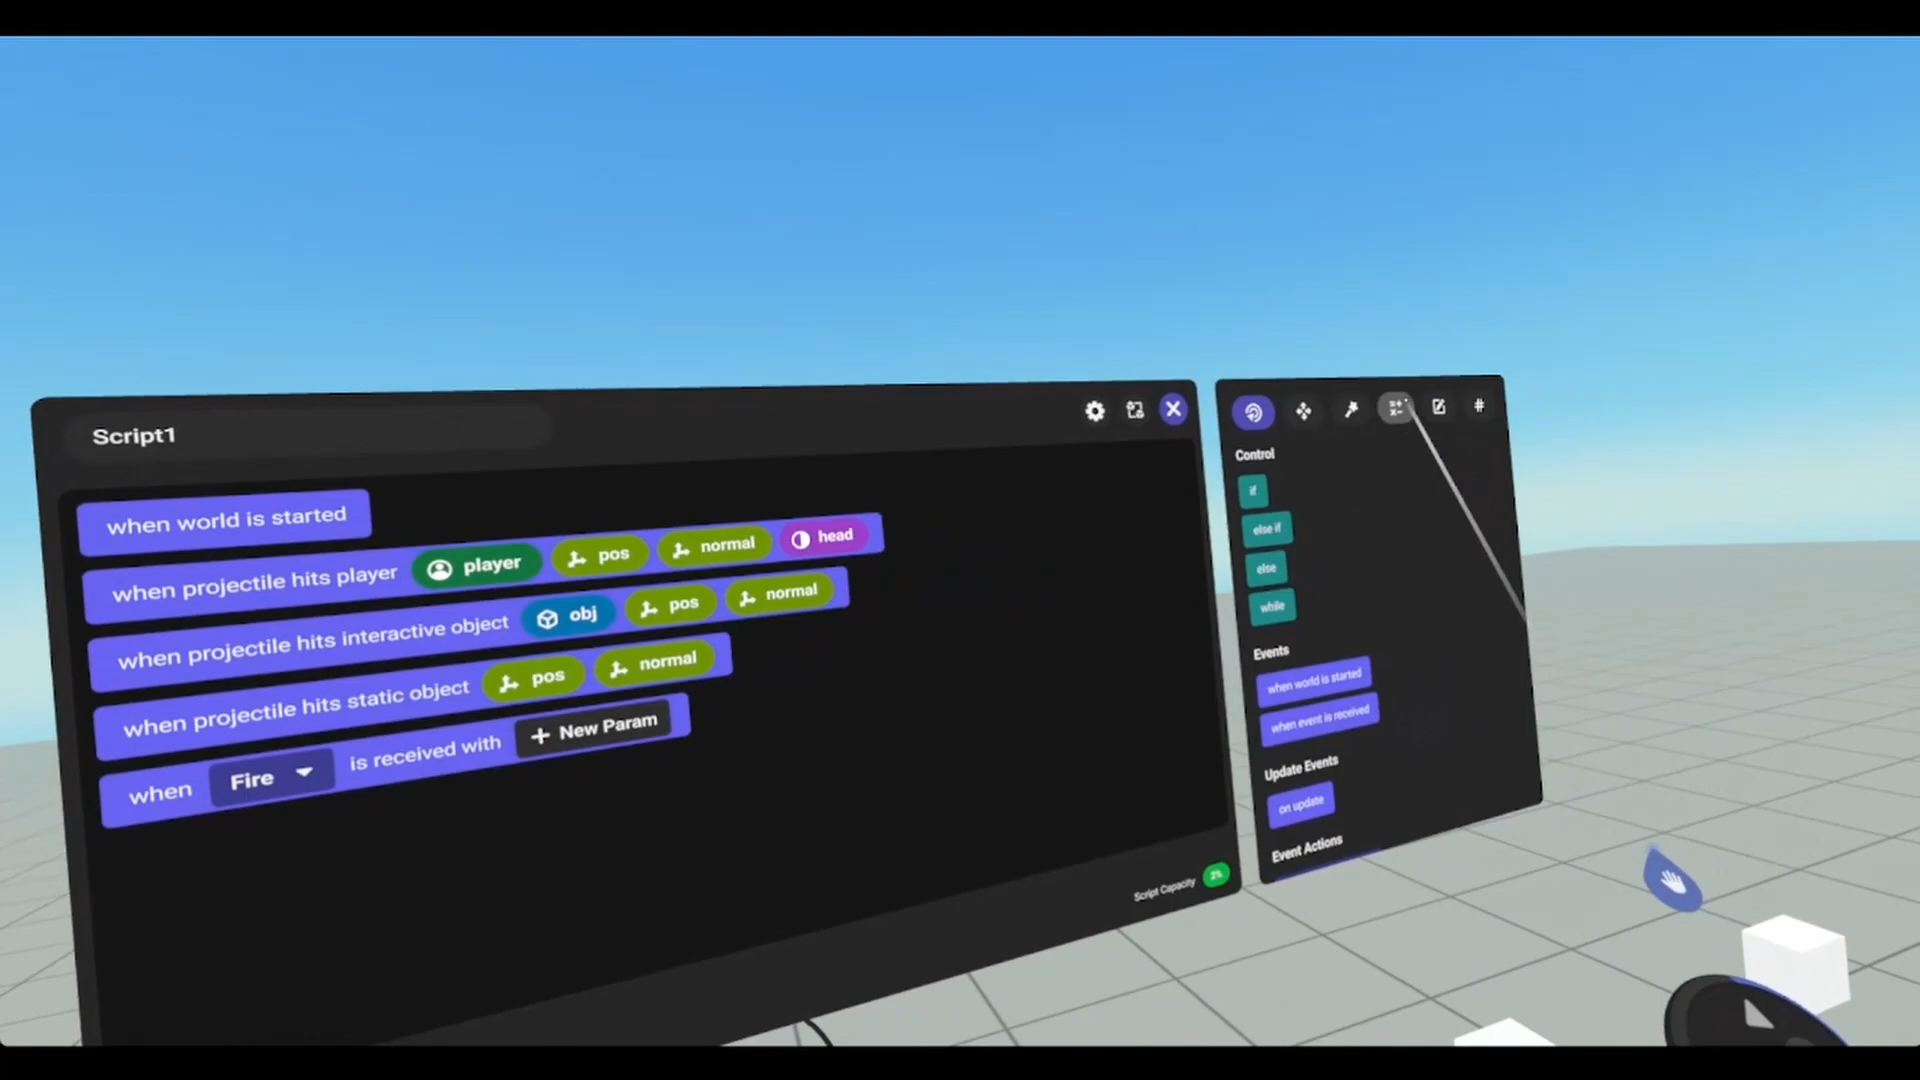 Script1
when world is started
when projectile hits player player pos normal head
when projectile hits interactive object obj pos normal
when projectile hits static object pos normal
when Fire is received with + New Param
Script Capacity 2%
#
Control
if
else if
else
while
Events
when world is started
when event is received
Update Events
on update
Event Actions